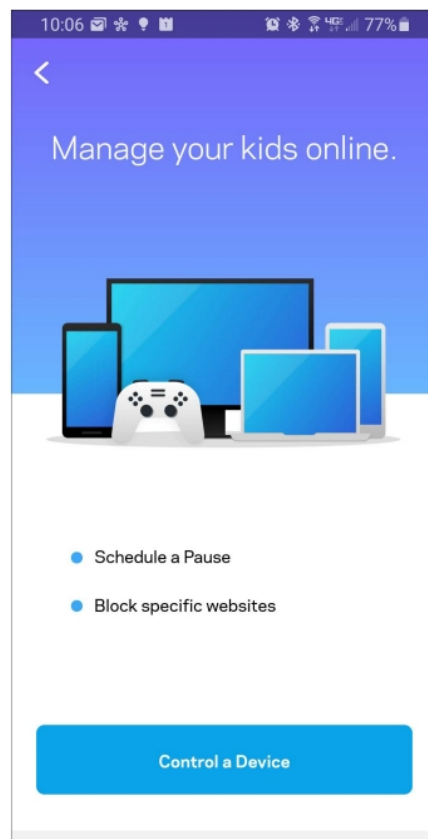 10:06 77%
Manage your kids online.
Schedule a Pause
Block specific websites
Control a Device